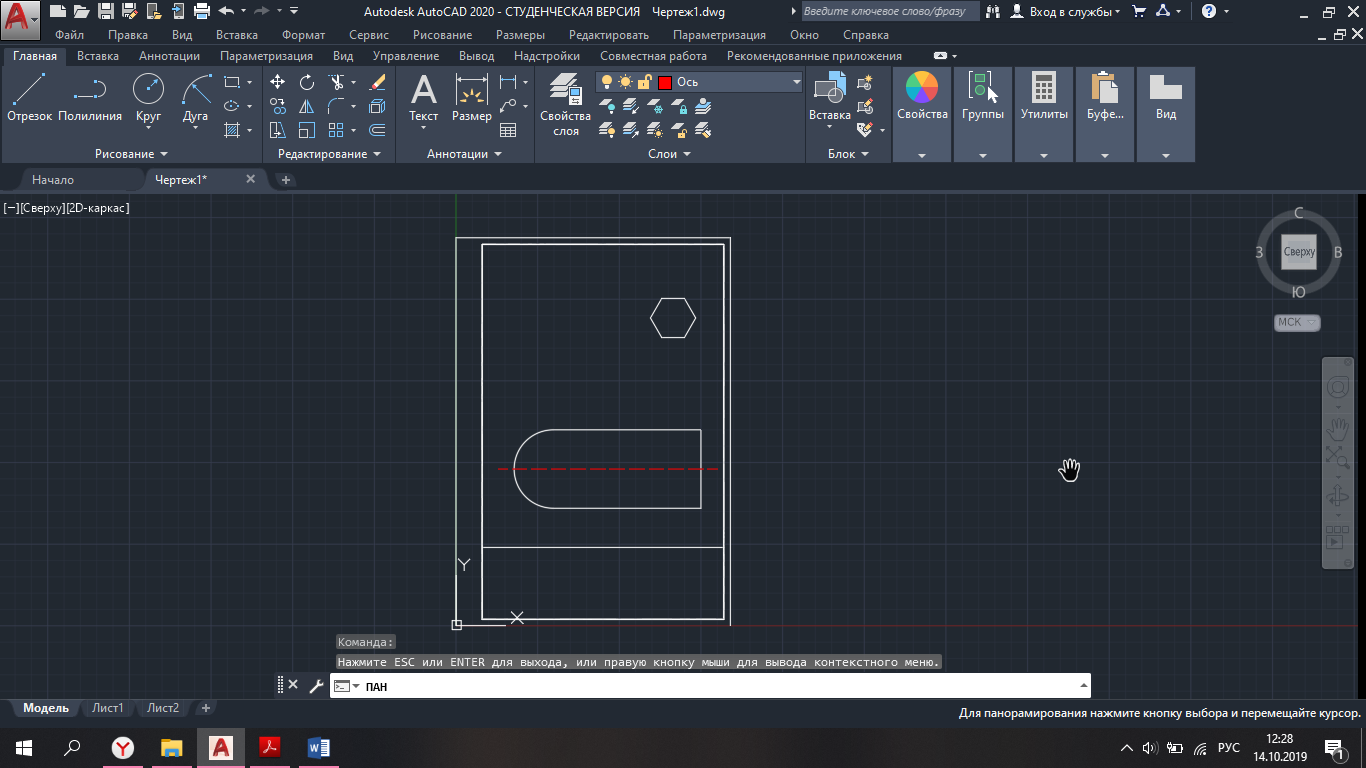 Autodesk AutoCAD 2020 - СТУДЕНЧЕСКАЯ ВЕРСИЯ Чертеж1.dwg
Введите ключевое слово/фразу
Вход в службы
Файл Правка Вид Вставка Формат Сервис Рисование Размеры Редактировать Параметризация Окно Справка
Главная Вставка Аннотации Параметризация Вид Управление Вывод Надстройки Совместная работа Рекомендованные приложения
Ось
Отрезок Полилиния Круг Дуга
Текст Размер
Свойства слоя
Вставка
Свойства Группы Утилиты Буфе... Вид
Рисование Редактирование Аннотации Слои Блок
Начало Чертеж1*
[−][Сверху][2D-каркас]
С
З Сверху В
Ю
МСК
Y
X
Команда:
Нажмите ESC или ENTER для выхода, или правую кнопку мыши для вывода контекстного меню.
ПАН
Модель Лист1 Лист2
Для панорамирования нажмите кнопку выбора и перемещайте курсор.
РУС
12:28
14.10.2019
1